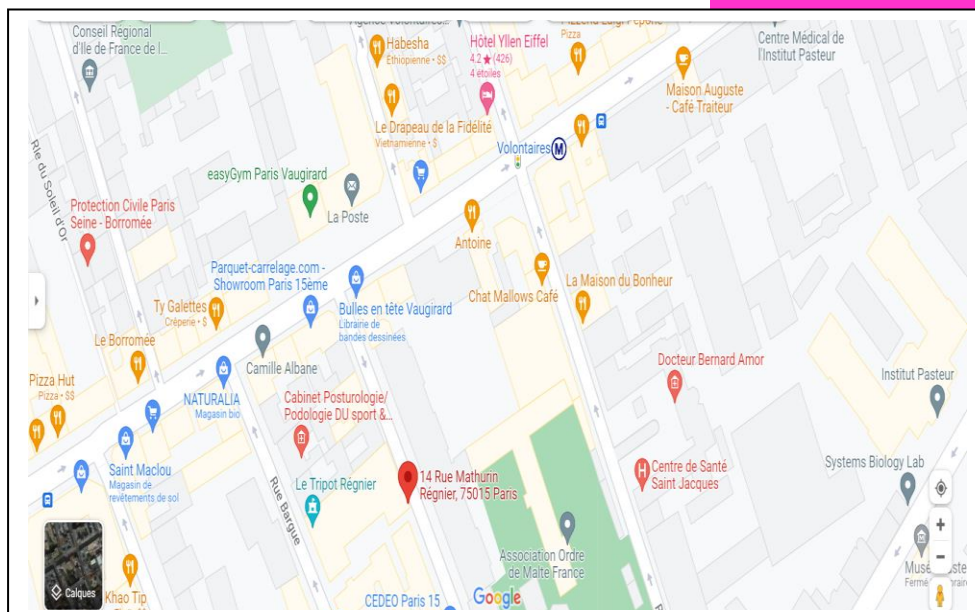 Conseil Régional
d'Ile de France de l...
Habesha
Éthiopienne • $$
Hôtel Yllen Eiffel
4.2 ★ (426)
4 étoiles
Pizza
Centre Médical de
l'Institut Pasteur
Maison Auguste
- Café Traiteur
Le Drapeau de la Fidélité
Vietnamienne • $
Volontaires M
easyGym Paris Vaugirard
La Poste
Rle du Soleil d'Or
Protection Civile Paris
Seine - Borromée
Antoine
Parquet-carrelage.com -
Showroom Paris 15ème
Chat Mallows Café
La Maison du Bonheur
Ty Galettes
Crêperie • $
Bulles en tête Vaugirard
Librairie de
bandes dessinées
Le Borromée
Camille Albane
Docteur Bernard Amor
Institut Pasteur
Pizza Hut
Pizza • $$
NATURALIA
Magasin bio
Cabinet Posturologie/
Podologie DU sport &...
Saint Maclou
Magasin de
revêtements de sol
Le Tripot Régnier
14 Rue Mathurin
Régnier, 75015 Paris
H
Centre de Santé
Saint Jacques
Systems Biology Lab
Rue Bargue
Association Ordre
de Malte France
Calques
Khao Tip
CEDEO Paris 15
Google